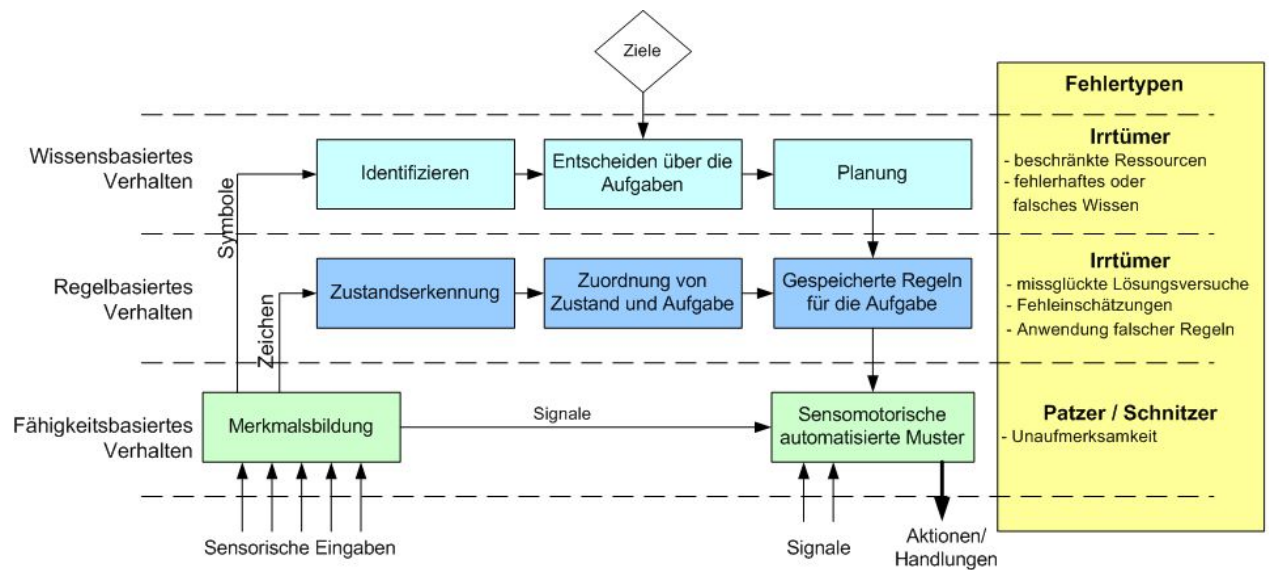 Ziele
Fehlertypen
Wissensbasiertes
Verhalten
Symbole
Identifizieren
Entscheiden über die
Aufgaben
Planung
Irrtümer
- beschränkte Ressourcen
- fehlerhaftes oder
falsches Wissen
Regelbasiertes
Verhalten
Zeichen
Zustandserkennung
Zuordnung von
Zustand und Aufgabe
Gespeicherte Regeln
für die Aufgabe
Irrtümer
- missglückte Lösungsversuche
- Fehleinschätzungen
- Anwendung falscher Regeln
Fähigkeitsbasiertes
Verhalten
Merkmalsbildung
Signale
Sensomotorische
automatisierte Muster
Patzer / Schnitzer
- Unaufmerksamkeit
Sensorische Eingaben
Signale
Aktionen/
Handlungen